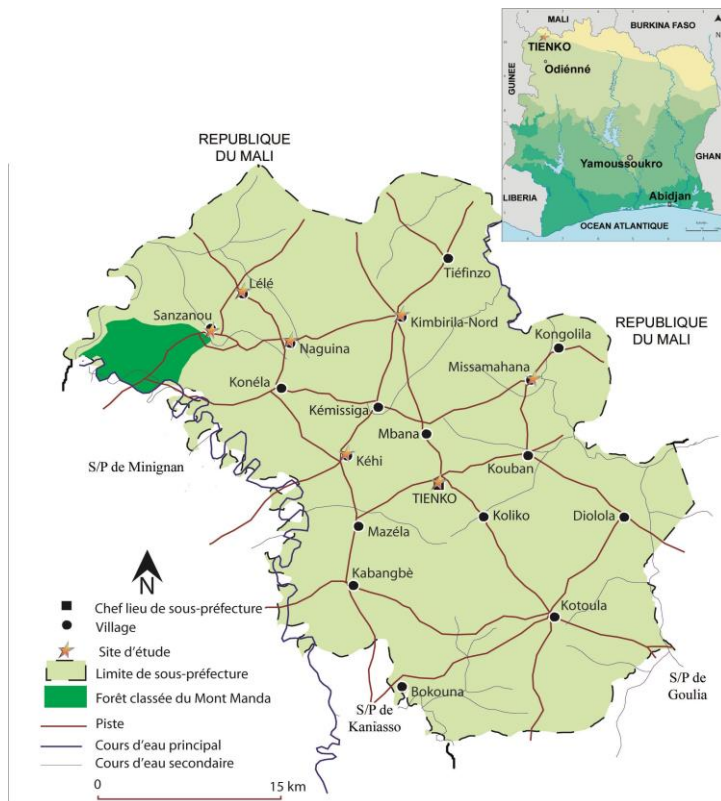 MALI
BURKINA FASO
N
TIENKO
Odiénné
GUINEE
Yamoussoukro
GHAN
LIBERIA
Abidjan
OCEAN ATLANTIQUE
REPUBLIQUE
DU MALI
REPUBLIQUE
DU MALI
Tiéfinzo
Lélé
Sanzanou
Kimbirila-Nord
Naguina
Kongolila
Missamahana
Konéla
Kémissiga
Mbana
S/P de Minignan
Kéhi
Kouban
TIENKO
Mazéla
Koliko
Diolola
Kabangbè
Kotoula
Bokouna
S/P de
Kaniasso
S/P de
Goulia
N
Chef lieu de sous-préfecture
Village
Site d'étude
Limite de sous-préfecture
Forêt classée du Mont Manda
Piste
Cours d'eau principal
Cours d'eau secondaire
0 15 km